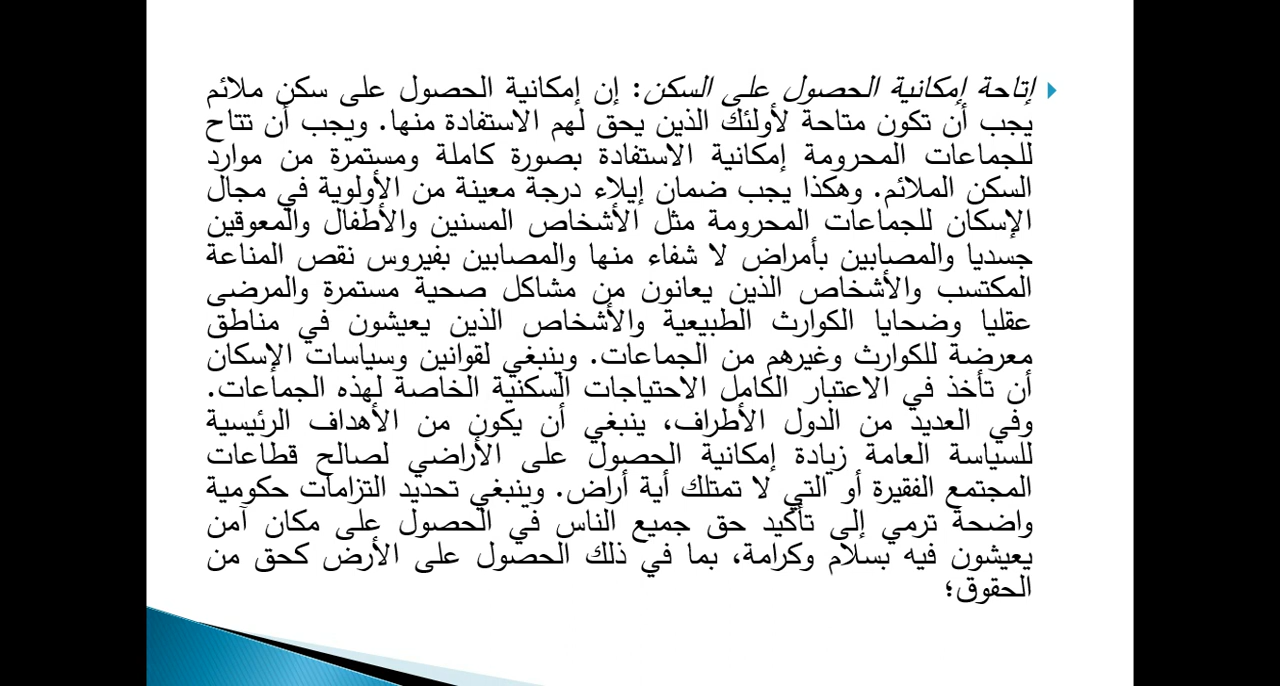 إتاحة إمكانية الحصول على السكن: إن إمكانية الحصول على سكن ملائم
يجب أن تكون متاحة لأولئك الذين يحق لهم الاستفادة منها. ويجب أن تتاح
للجماعات المحرومة إمكانية الاستفادة بصورة كاملة ومستمرة من موارد
السكن الملائم. وهكذا يجب ضمان إيلاء درجة معينة من الأولوية في مجال
الإسكان للجماعات المحرومة مثل الأشخاص المسنين والأطفال والمعوقين
جسديا والمصابين بأمراض لا شفاء منها والمصابين بفيروس نقص المناعة
المكتسب والأشخاص الذين يعانون من مشاكل صحية مستمرة والمرضى
عقليا وضحايا الكوارث الطبيعية والأشخاص الذين يعيشون في مناطق
معرضة للكوارث وغيرهم من الجماعات. وينبغي لقوانين وسياسات الإسكان
أن تأخذ في الاعتبار الكامل الاحتياجات السكنية الخاصة لهذه الجماعات.
وفي العديد من الدول الأطراف، ينبغي أن يكون من الأهداف الرئيسية
للسياسة العامة زيادة إمكانية الحصول على الأراضي لصالح قطاعات
المجتمع الفقيرة أو التي لا تمتلك أية أراض. وينبغي تحديد التزامات حكومية
واضحة ترمي إلى تأكيد حق جميع الناس في الحصول على مكان آمن
يعيشون فيه بسلام وكرامة، بما في ذلك الحصول على الأرض كحق من
الحقوق؛